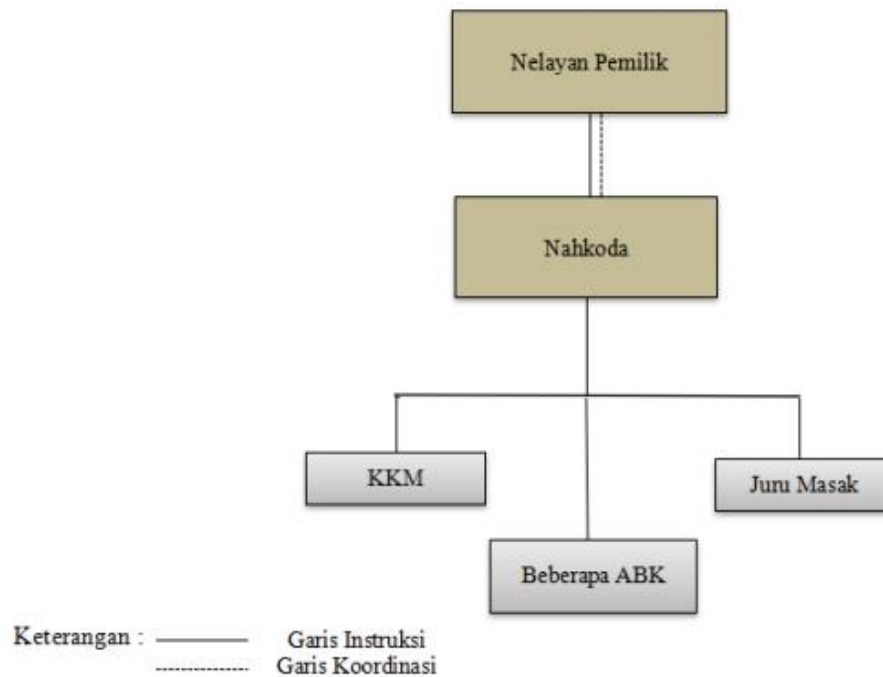 Nelayan Pemilik
Nahkoda
KKM
Juru Masak
Beberapa ABK
Keterangan :
Garis Instruksi
Garis Koordinasi